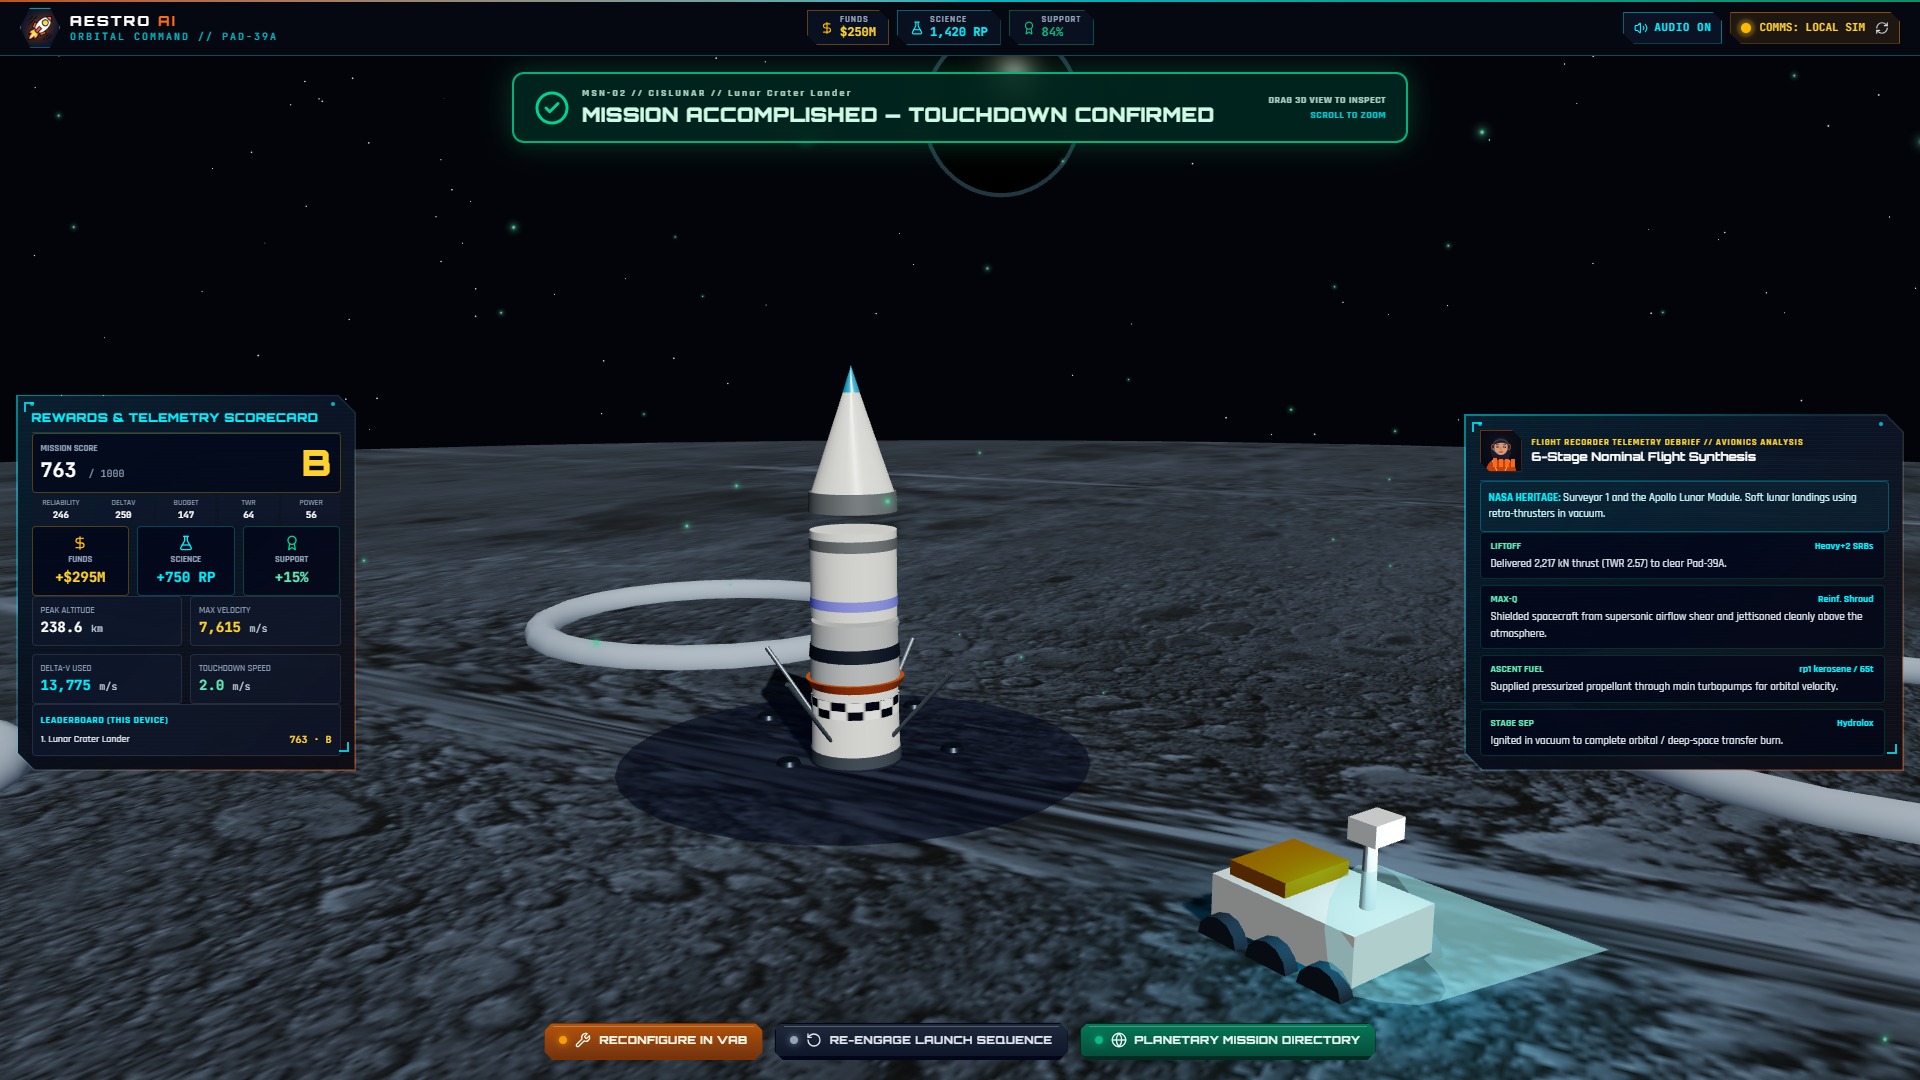 AESTRO AI
ORBITAL COMMAND // PAD-39A
FUNDS
$250M
SCIENCE
1,420 RP
SUPPORT
84%
AUDIO ON
COMMS: LOCAL SIM
MSN-02 // CISLUNAR // Lunar Crater Lander
MISSION ACCOMPLISHED — TOUCHDOWN CONFIRMED
DRAG 3D VIEW TO INSPECT
SCROLL TO ZOOM
REWARDS & TELEMETRY SCORECARD
MISSION SCORE
763 / 1000
B
RELIABILITY DELTAV BUDGET TWR POWER
246 250 147 64 56
FUNDS
+$295M
SCIENCE
+750 RP
SUPPORT
+15%
PEAK ALTITUDE
238.6 km
MAX VELOCITY
7,615 m/s
DELTA-V USED
13,775 m/s
TOUCHDOWN SPEED
2.0 m/s
LEADERBOARD (THIS DEVICE)
1. Lunar Crater Lander 763 · B
FLIGHT RECORDER TELEMETRY DEBRIEF // AVIONICS ANALYSIS
6-Stage Nominal Flight Synthesis
NASA HERITAGE: Surveyor 1 and the Apollo Lunar Module. Soft lunar landings using
retro-thrusters in vacuum.
LIFTOFF Heavy+2 SRBs
Delivered 2,217 kN thrust (TWR 2.57) to clear Pad-39A.
MAX-Q Reinf. Shroud
Shielded spacecraft from supersonic airflow shear and jettisoned cleanly above the
atmosphere.
ASCENT FUEL rp1 kerosene / 65t
Supplied pressurized propellant through main turbopumps for orbital velocity.
STAGE SEP Hydrolox
Ignited in vacuum to complete orbital / deep-space transfer burn.
RECONFIGURE IN VAB
RE-ENGAGE LAUNCH SEQUENCE
PLANETARY MISSION DIRECTORY